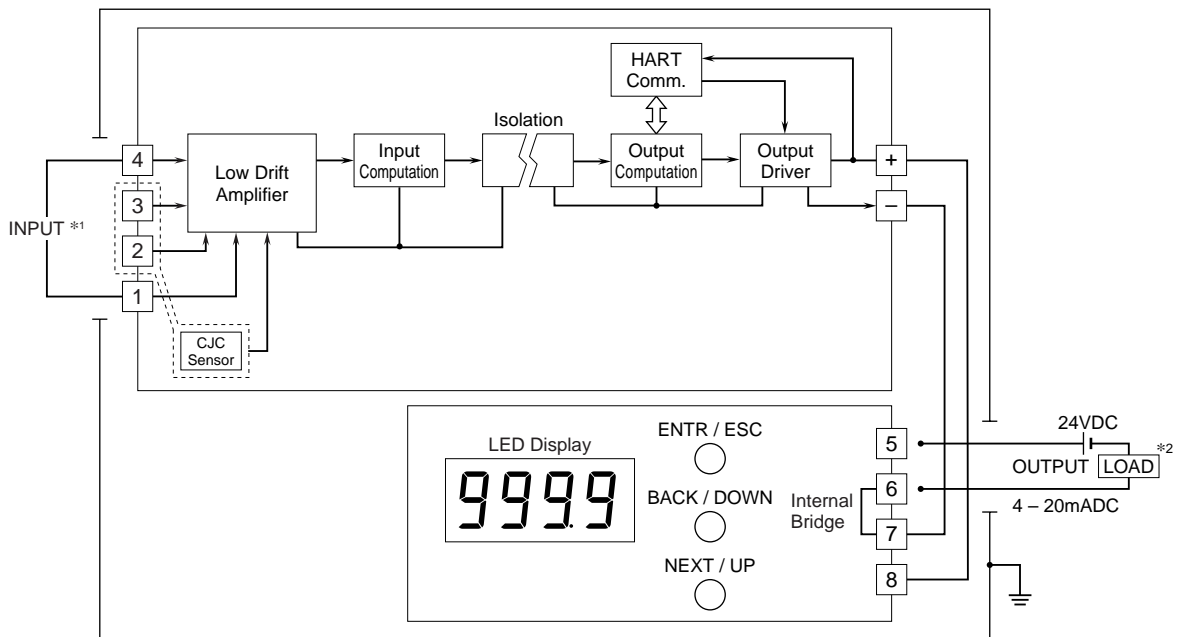 HART
Comm.
Isolation
4
Low Drift
Amplifier
Input
Computation
Output
Computation
Output
Driver
+
3
−
INPUT *1
2
1
CJC
Sensor
LED Display
999.9
ENTR / ESC
BACK / DOWN
NEXT / UP
Internal
Bridge
5
6
7
8
24VDC
OUTPUT
LOAD
*2
4 – 20mADC